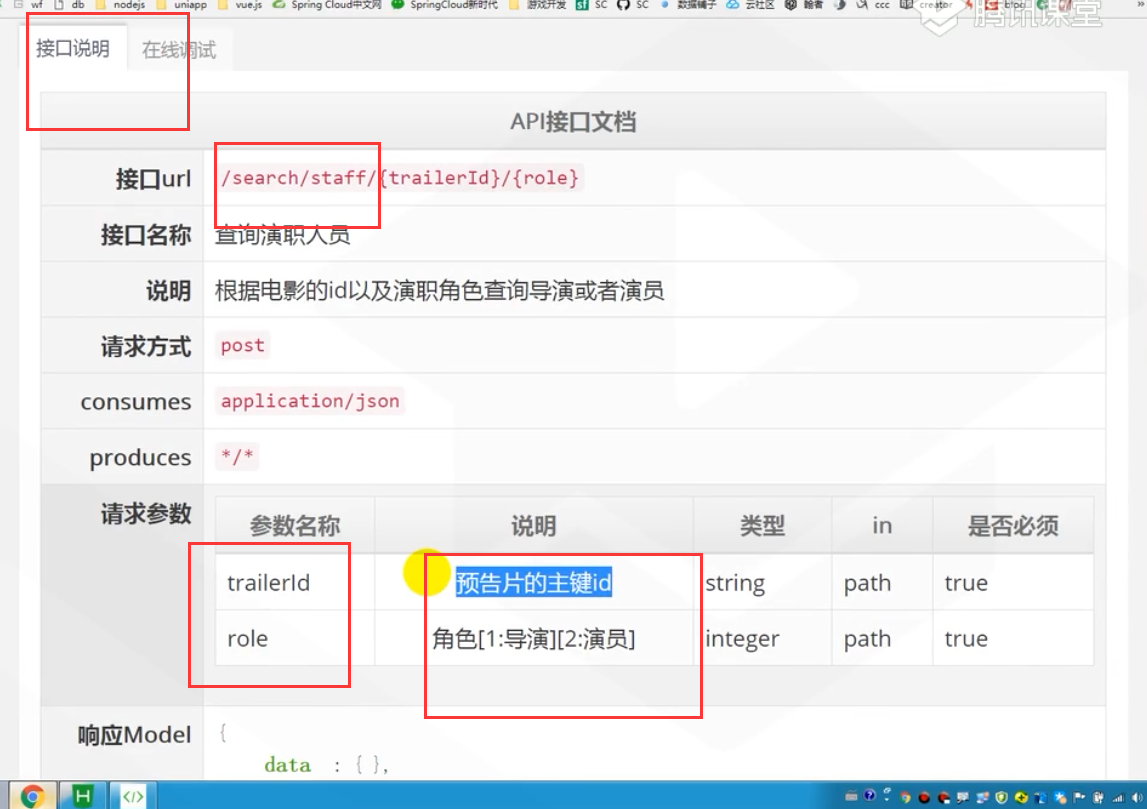 wf db nodejs uniapp vue.js Spring Cloud中文网 SpringCloud新时代 游戏开发 SC SC 数据铺子 云社区 ccc creator
腾讯课堂
接口说明 在线调试
API接口文档
接口url /search/staff/{trailerId}/{role}
接口名称 查询演职人员
说明 根据电影的id以及演职角色查询导演或者演员
请求方式 post
consumes application/json
produces */*
请求参数 参数名称 说明 类型 in 是否必须
trailerId 预告片的主键id string path true
role 角色[1:导演][2:演员] integer path true
响应Model {
data : { },